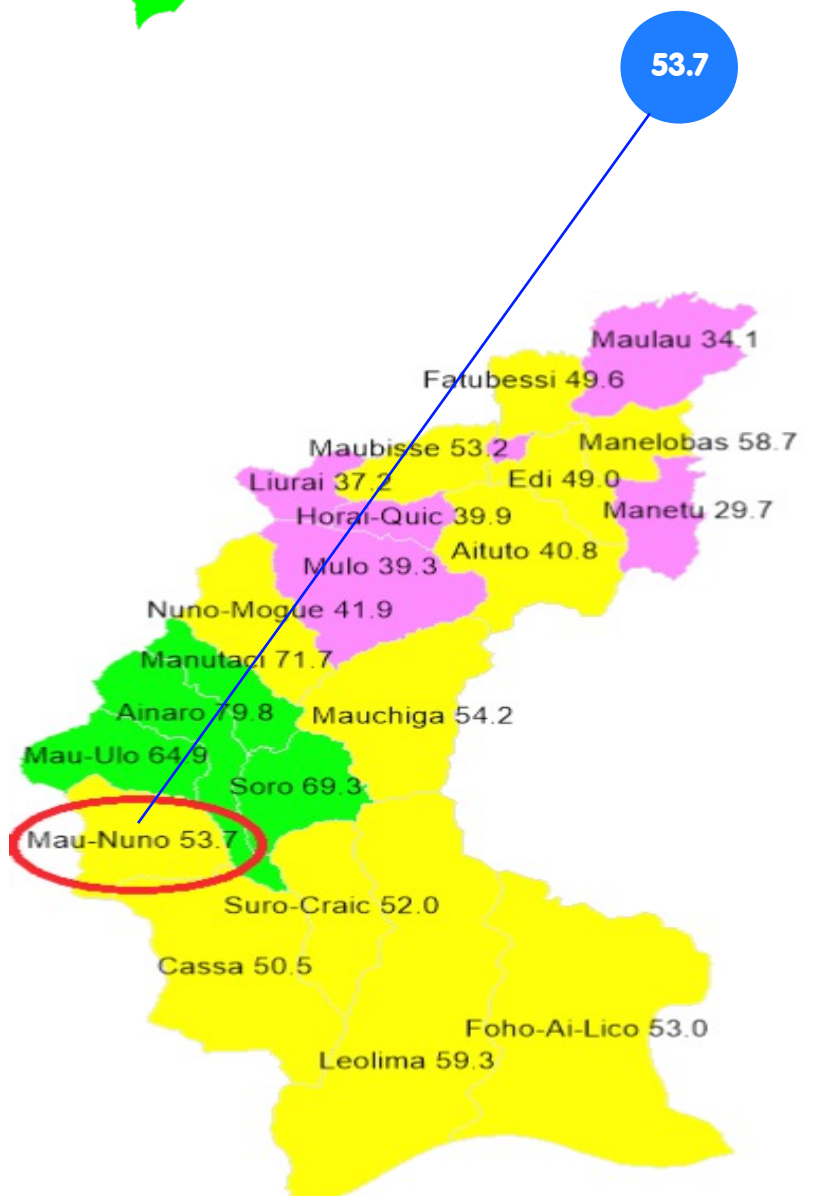 53.7
Maulau 34.1
Fatubessi 49.6
Manelobas 58.7
Maubisse 53.2
Edi 49.0
Liurai 37.2
Manetu 29.7
Horai-Quic 39.9
Aituto 40.8
Mulo 39.3
Nuno-Mogue 41.9
Manutaci 71.7
Ainaro 79.8
Mauchiga 54.2
Mau-Ulo 64.9
Soro 69.3
Mau-Nuno 53.7
Suro-Craic 52.0
Cassa 50.5
Foho-Ai-Lico 53.0
Leolima 59.3